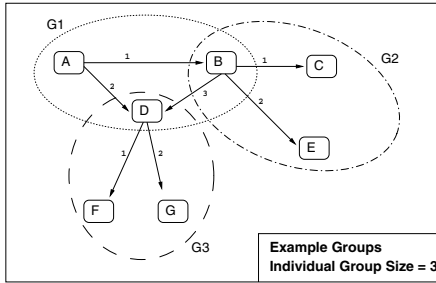 G1
A
1
B
1
C
G2
2
3
2
D
E
1
2
F
G
G3
Example Groups
Individual Group Size = 3